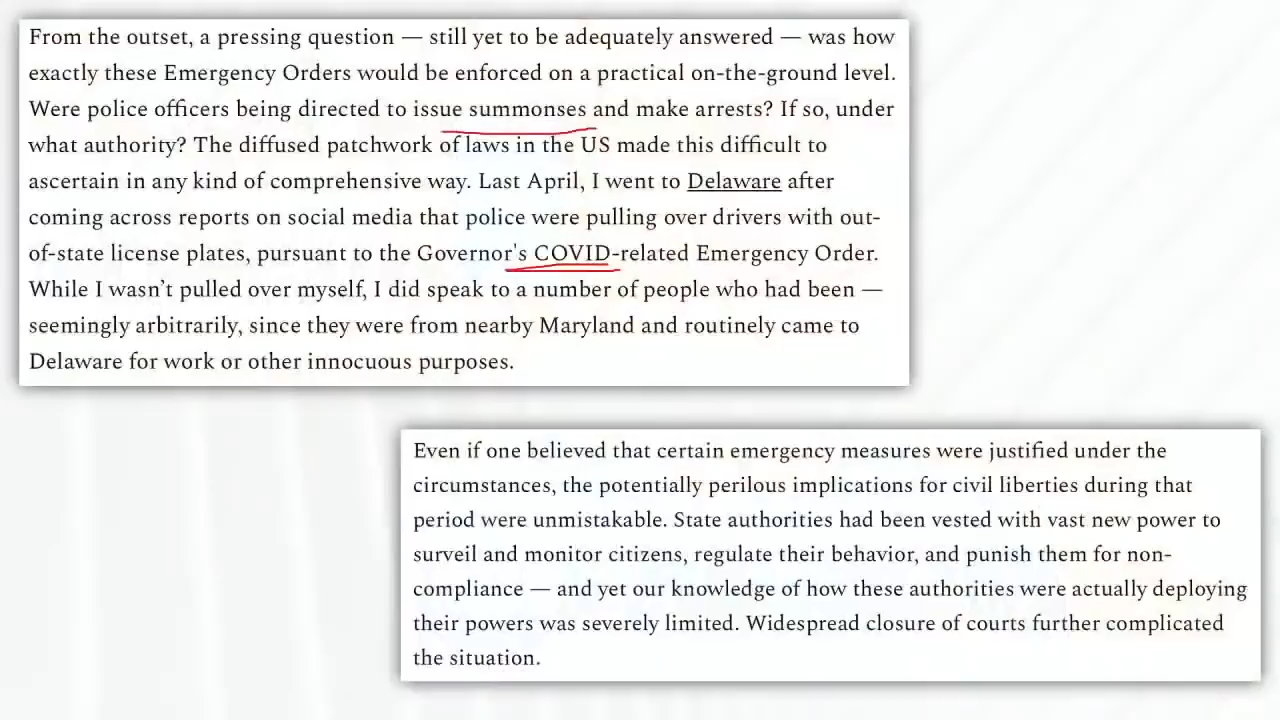 From the outset, a pressing question — still yet to be adequately answered — was how
exactly these Emergency Orders would be enforced on a practical on-the-ground level.
Were police officers being directed to issue summonses and make arrests? If so, under
what authority? The diffused patchwork of laws in the US made this difficult to
ascertain in any kind of comprehensive way. Last April, I went to Delaware after
coming across reports on social media that police were pulling over drivers with out-
of-state license plates, pursuant to the Governor's COVID-related Emergency Order.
While I wasn’t pulled over myself, I did speak to a number of people who had been —
seemingly arbitrarily, since they were from nearby Maryland and routinely came to
Delaware for work or other innocuous purposes.
Even if one believed that certain emergency measures were justified under the
circumstances, the potentially perilous implications for civil liberties during that
period were unmistakable. State authorities had been vested with vast new power to
surveil and monitor citizens, regulate their behavior, and punish them for non-
compliance — and yet our knowledge of how these authorities were actually deploying
their powers was severely limited. Widespread closure of courts further complicated
the situation.